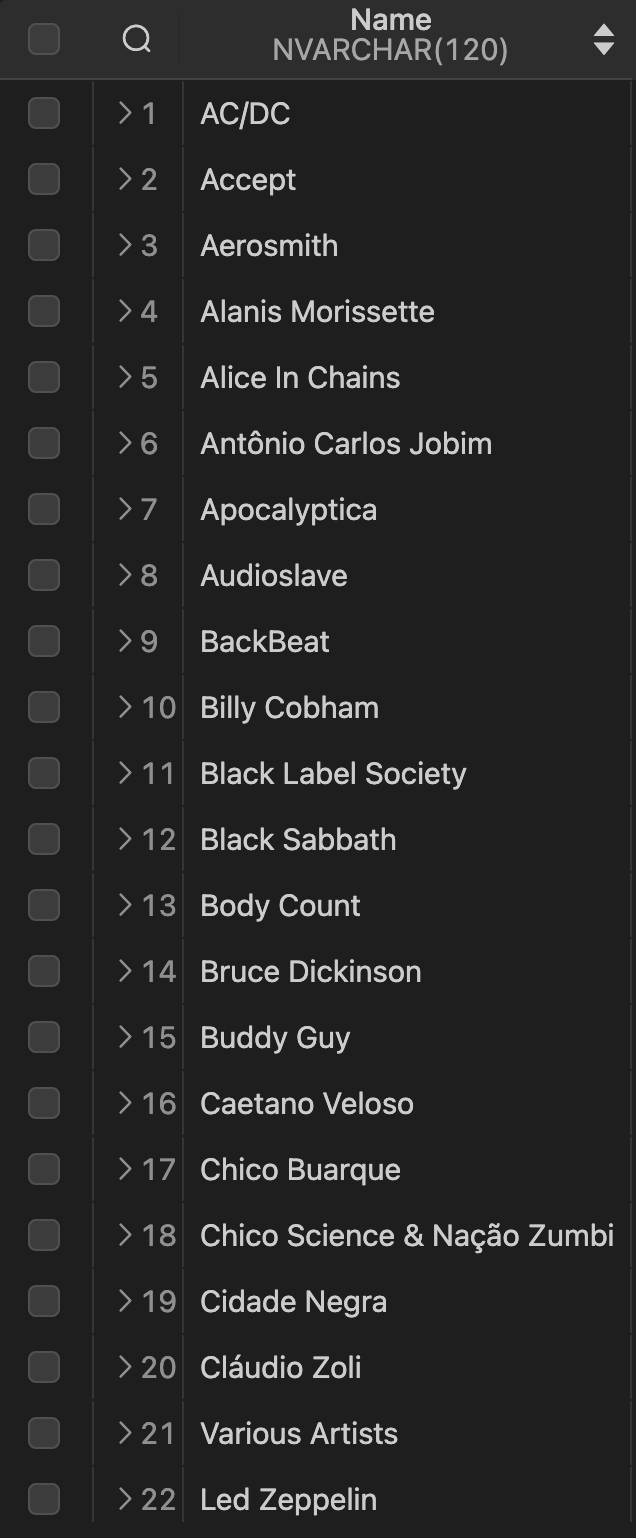 Name
NVARCHAR(120)
1 AC/DC
2 Accept
3 Aerosmith
4 Alanis Morissette
5 Alice In Chains
6 Antônio Carlos Jobim
7 Apocalyptica
8 Audioslave
9 BackBeat
10 Billy Cobham
11 Black Label Society
12 Black Sabbath
13 Body Count
14 Bruce Dickinson
15 Buddy Guy
16 Caetano Veloso
17 Chico Buarque
18 Chico Science & Nação Zumbi
19 Cidade Negra
20 Cláudio Zoli
21 Various Artists
22 Led Zeppelin